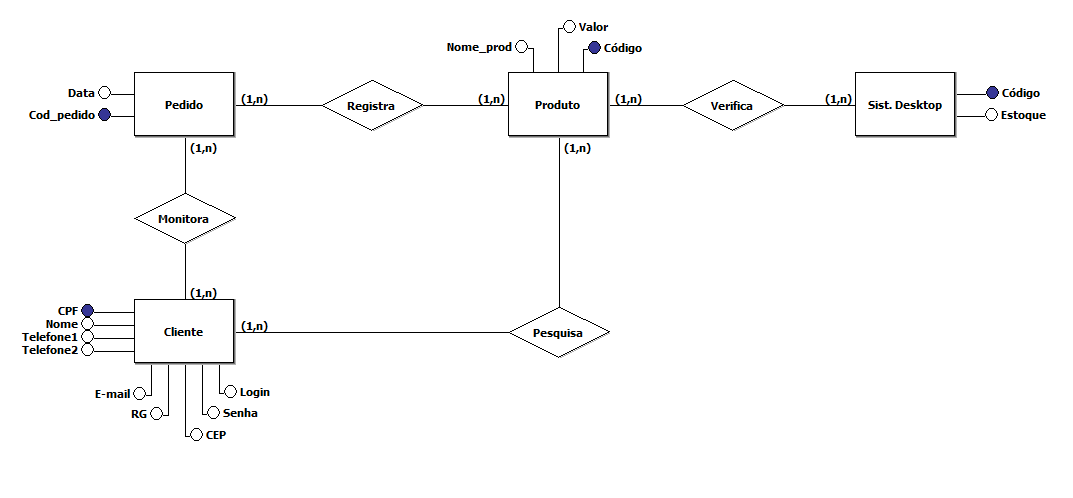 Valor
Nome_prod
Código
Data
Cod_pedido
Pedido
(1,n)
Registra
(1,n)
Produto
(1,n)
Verifica
(1,n)
Sist. Desktop
Código
Estoque
(1,n)
(1,n)
Monitora
(1,n)
CPF
Nome
Telefone1
Telefone2
Cliente
(1,n)
Pesquisa
E-mail
Login
RG
Senha
CEP